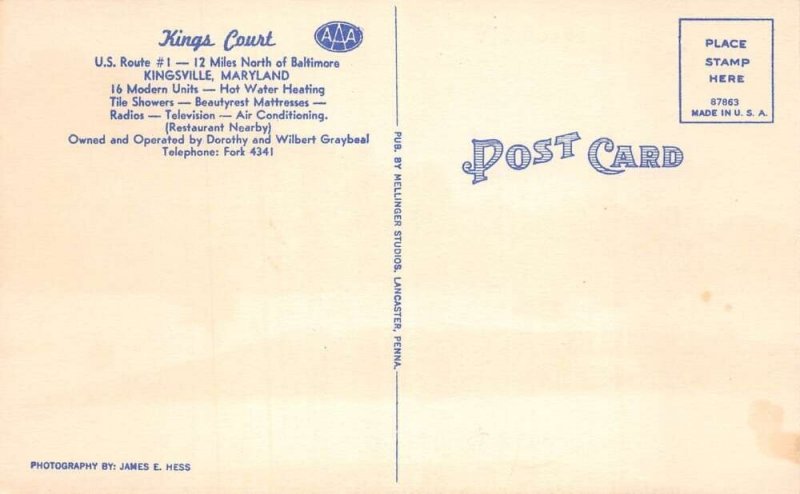 Kings Court
AAA
U.S. Route #1 — 12 Miles North of Baltimore
KINGSVILLE, MARYLAND
16 Modern Units — Hot Water Heating
Tile Showers — Beautyrest Mattresses —
Radios — Television — Air Conditioning.
(Restaurant Nearby)
Owned and Operated by Dorothy and Wilbert Graybeal
Telephone: Fork 4341
PHOTOGRAPHY BY: JAMES E. HESS
PUB. BY MELLINGER STUDIOS, LANCASTER, PENNA.
POST CARD
PLACE
STAMP
HERE
87863
MADE IN U. S. A.